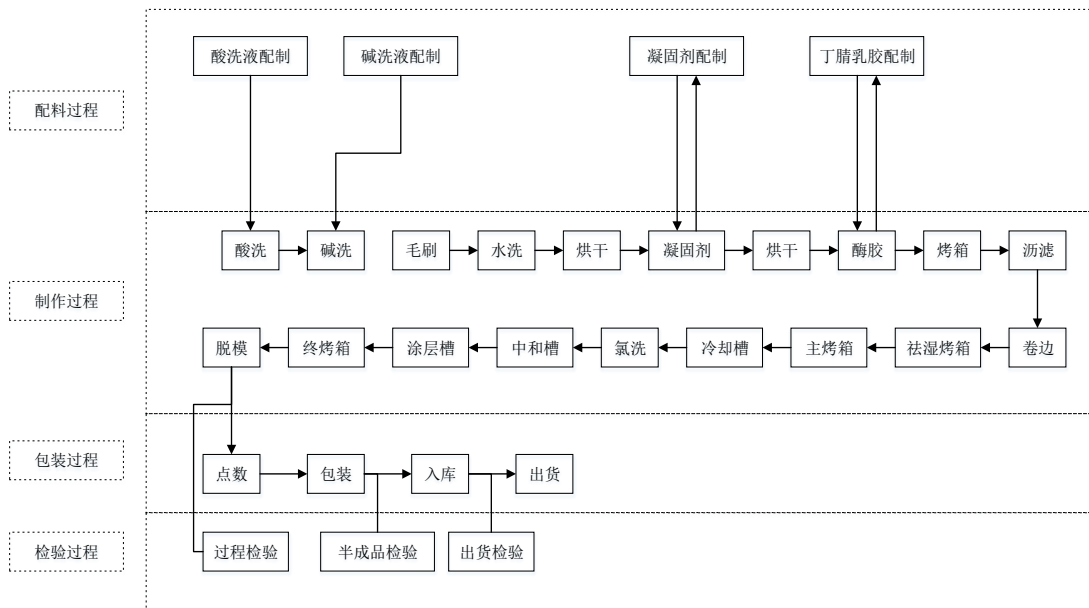 配料过程
酸洗液配制
碱洗液配制
凝固剂配制
丁腈乳胶配制
制作过程
酸洗
碱洗
毛刷
水洗
烘干
凝固剂
烘干
酶胶
烤箱
沥滤
脱模
终烤箱
涂层槽
中和槽
氯洗
冷却槽
主烤箱
祛湿烤箱
卷边
包装过程
点数
包装
入库
出货
检验过程
过程检验
半成品检验
出货检验